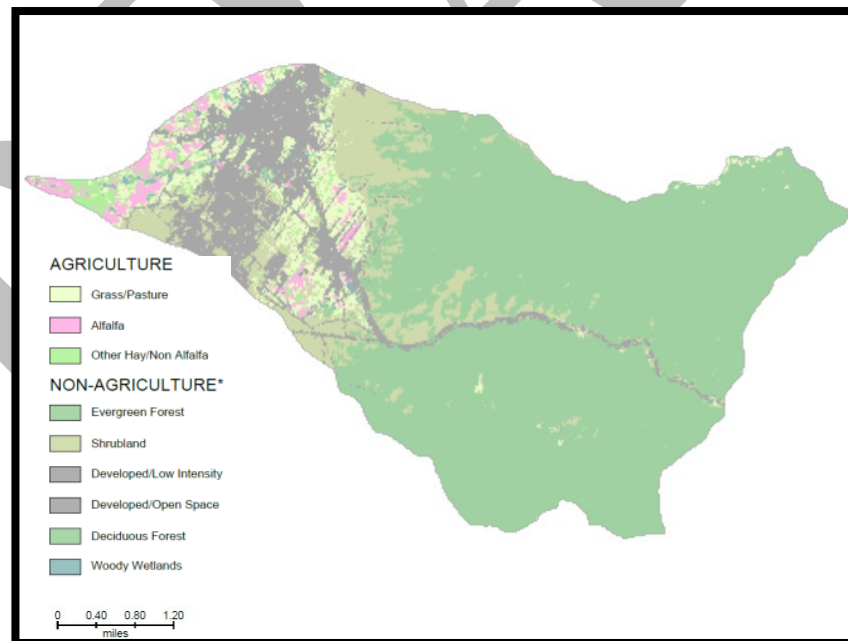 AGRICULTURE
Grass/Pasture
Alfalfa
Other Hay/Non Alfalfa
NON-AGRICULTURE*
Evergreen Forest
Shrubland
Developed/Low Intensity
Developed/Open Space
Deciduous Forest
Woody Wetlands
0 0.40 0.80 1.20
miles